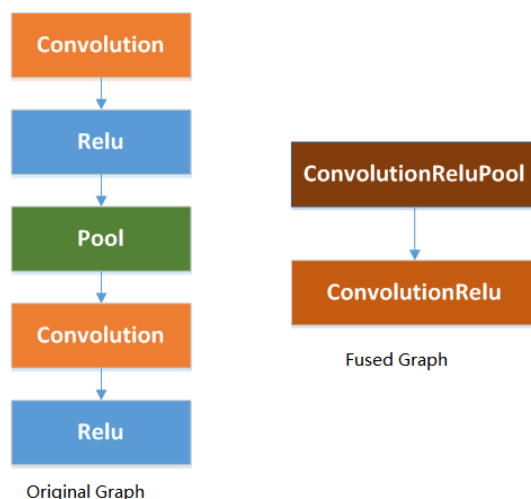 Convolution
Relu
Pool
Convolution
Relu
Original Graph
ConvolutionReluPool
ConvolutionRelu
Fused Graph